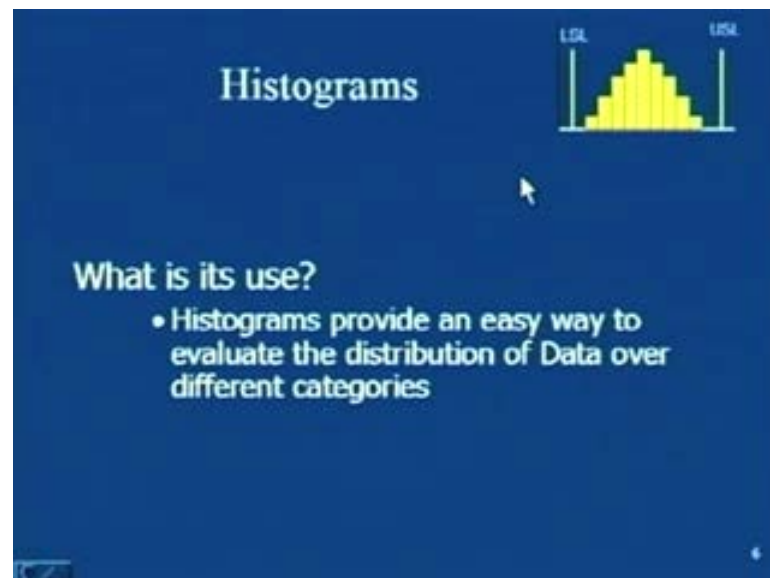 LSL
USL
Histograms
What is its use?
• Histograms provide an easy way to
evaluate the distribution of Data over
different categories
6